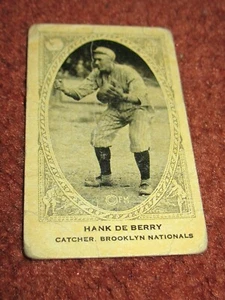 HANK DE BERRY
CATCHER. BROOKLYN NATIONALS